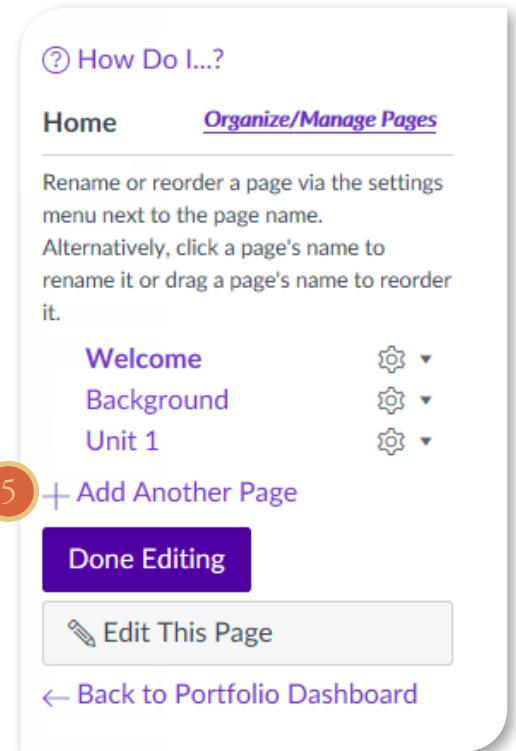 How Do I...?
Home Organize/Manage Pages
Rename or reorder a page via the settings
menu next to the page name.
Alternatively, click a page's name to
rename it or drag a page's name to reorder
it.
Welcome
Background
Unit 1
5 + Add Another Page
Done Editing
Edit This Page
← Back to Portfolio Dashboard